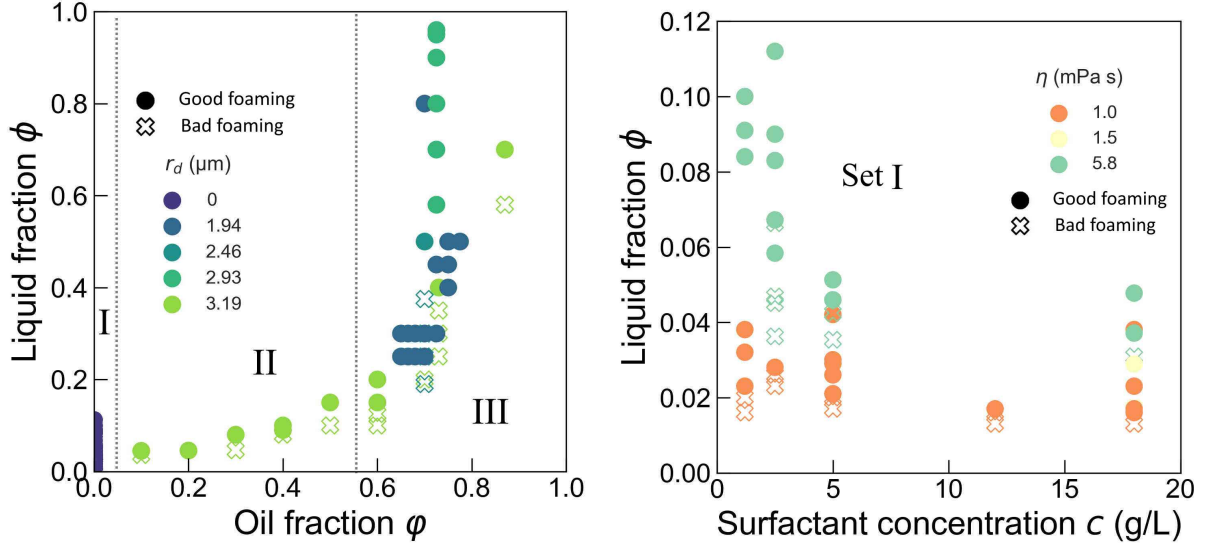 1.0
0.8
0.6
0.4
0.2
0.0
Liquid fraction ϕ
Good foaming
Bad foaming
r_d (μm)
0
1.94
2.46
2.93
3.19
I
II
III
0.0 0.2 0.4 0.6 0.8 1.0
Oil fraction φ
0.12
0.10
0.08
0.06
0.04
0.02
0.00
Liquid fraction ϕ
η (mPa s)
1.0
1.5
5.8
Set I
Good foaming
Bad foaming
0 5 10 15 20
Surfactant concentration c (g/L)